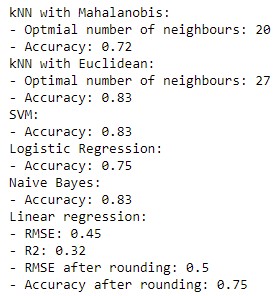 kNN with Mahalanobis:
- Optmial number of neighbours: 20
- Accuracy: 0.72
kNN with Euclidean:
- Optimal number of neighbours: 27
- Accuracy: 0.83
SVM:
- Accuracy: 0.83
Logistic Regression:
- Accuracy: 0.75
Naive Bayes:
- Accuracy: 0.83
Linear regression:
- RMSE: 0.45
- R2: 0.32
- RMSE after rounding: 0.5
- Accuracy after rounding: 0.75